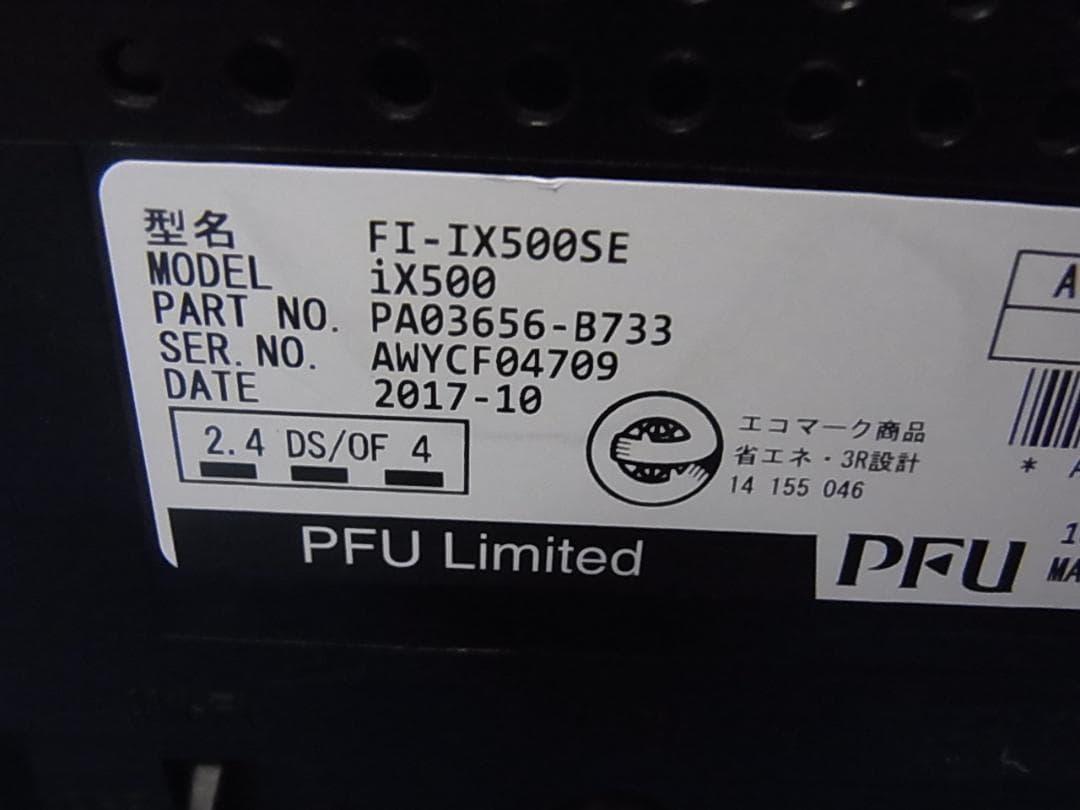 型名 FI-IX500SE
MODEL iX500
PART NO. PA03656-B733
SER. NO. AWYCF04709
DATE 2017-10
2.4 DS/OF 4
エコマーク商品
省エネ・3R設計
14 155 046
A
* A
PFU Limited
PFU
1
MA